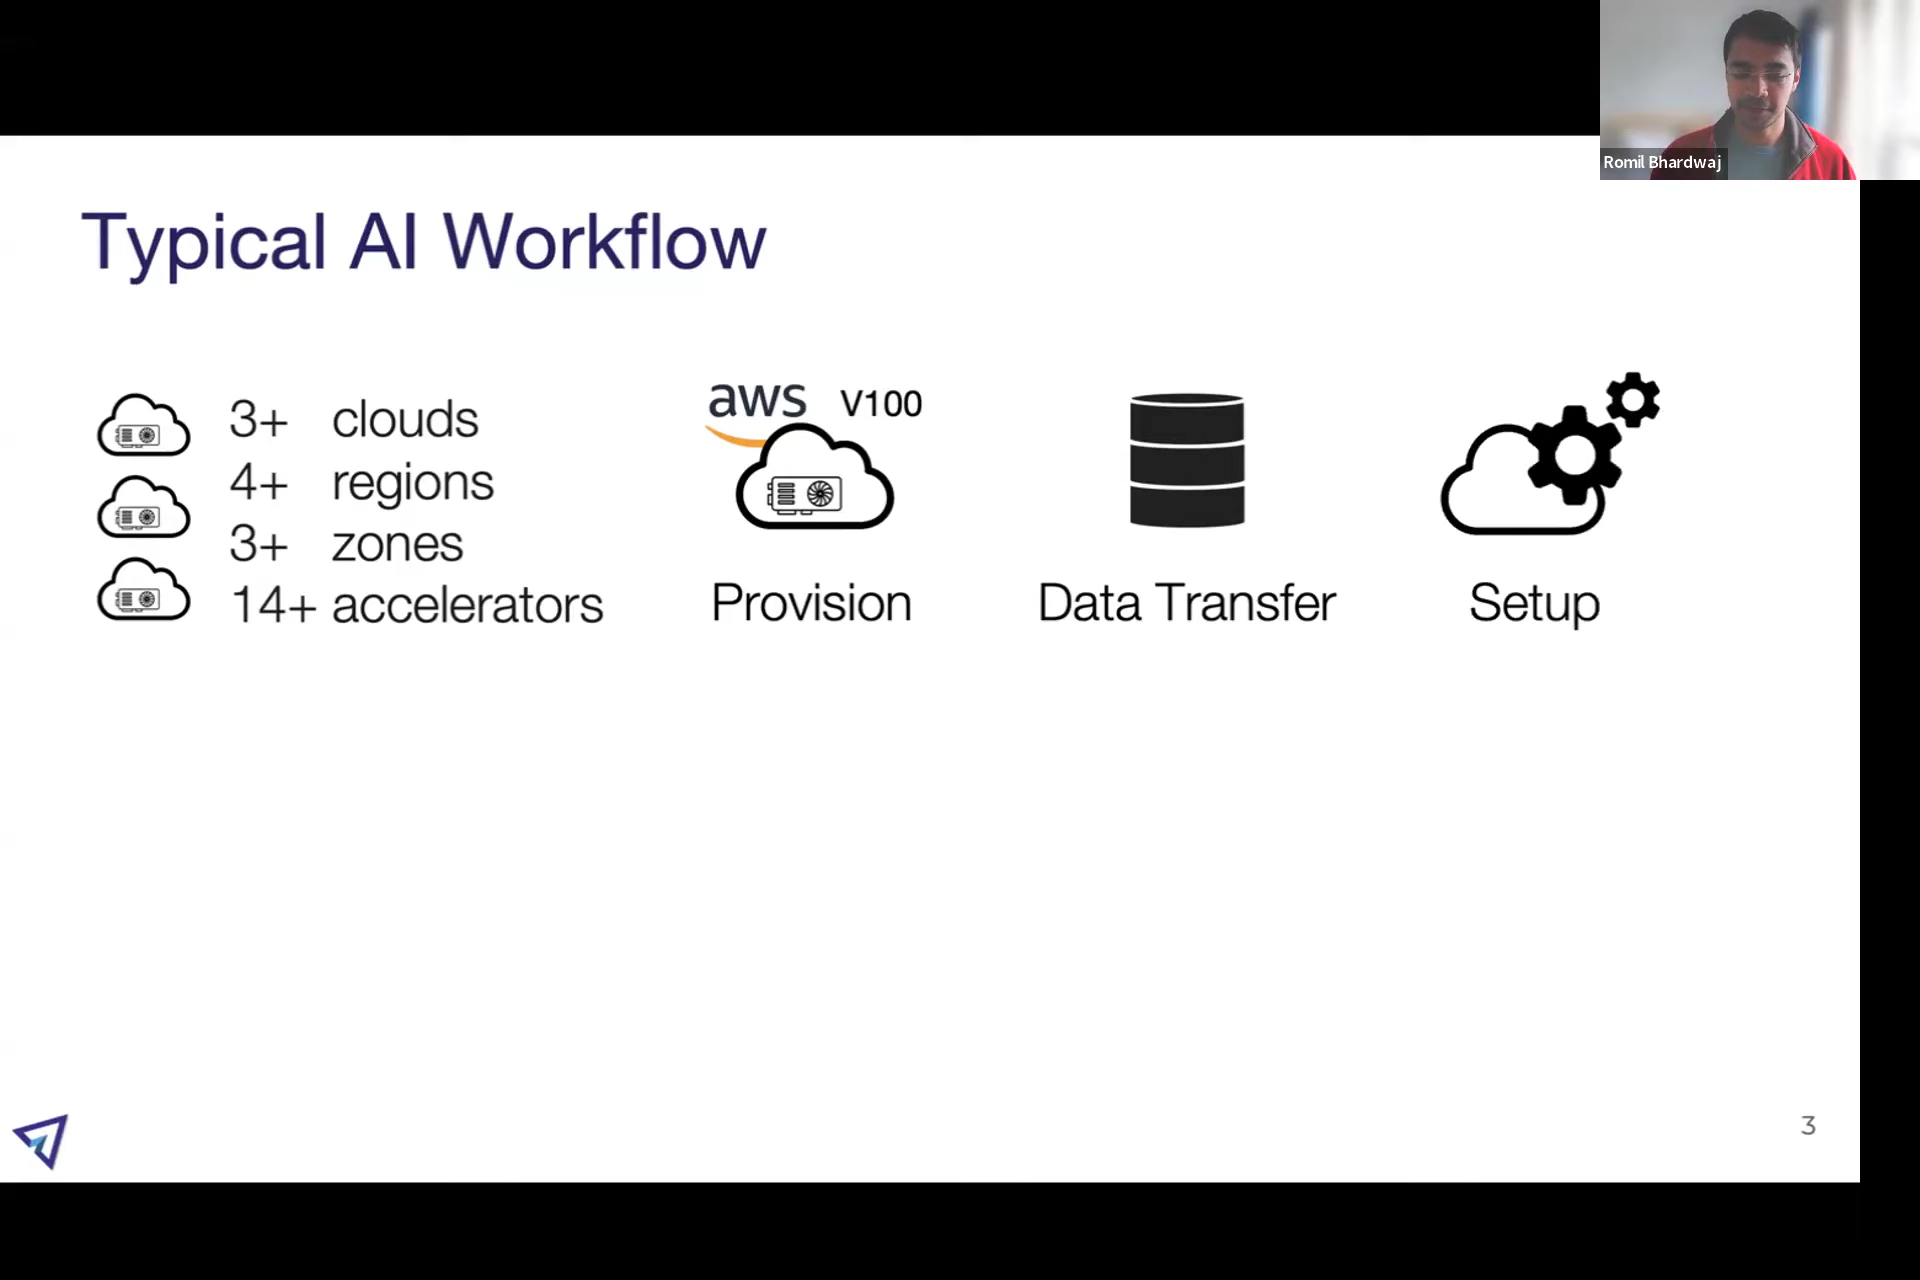 Romil Bhardwaj
Typical AI Workflow
3+ clouds
4+ regions
3+ zones
14+ accelerators
aws V100
Provision
Data Transfer
Setup
3